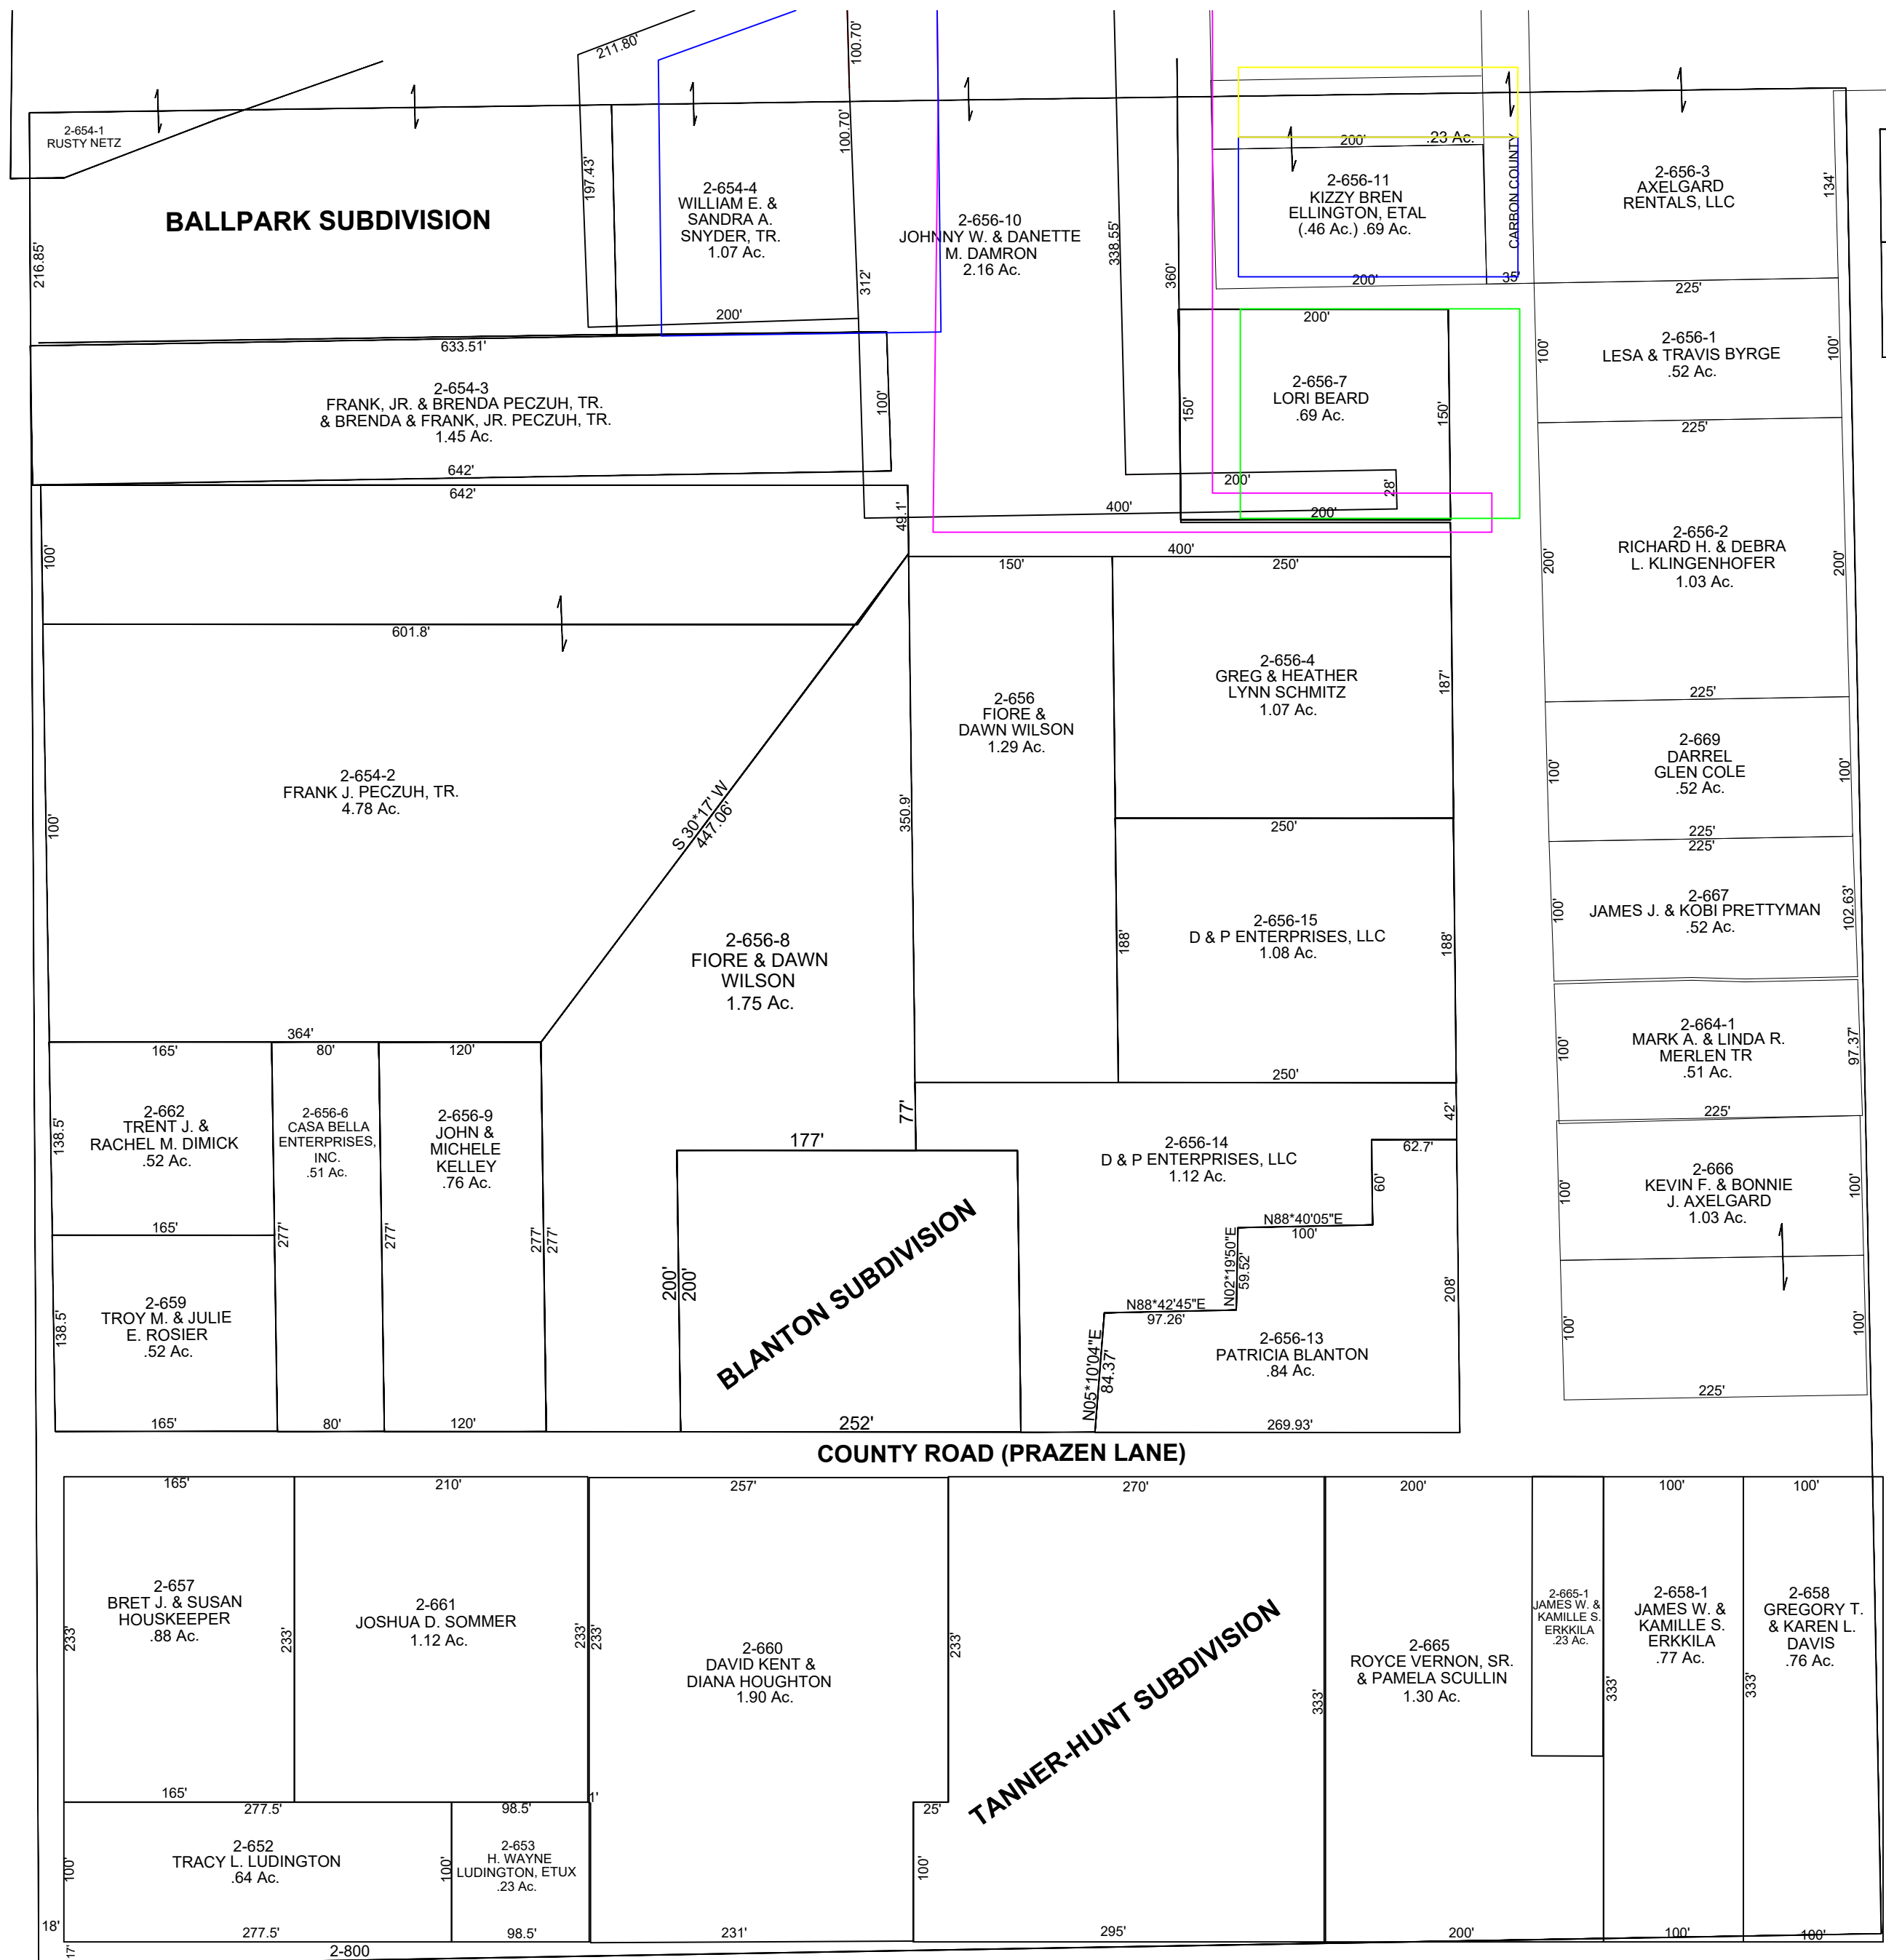 211.80'
100.70'
2-654-1
RUSTY NETZ
BALLPARK SUBDIVISION
216.85'
197.43'
2-654-4
WILLIAM E. &
SANDRA A.
SNYDER, TR.
1.07 Ac.
200'
100.70'
312'
2-656-10
JOHNNY W. & DANETTE
M. DAMRON
2.16 Ac.
338.55'
360'
200'
.23 Ac.
2-656-11
KIZZY BREN
ELLINGTON, ETAL
(.46 Ac.) .69 Ac.
200'
35'
CARBON COUNTY
2-656-3
AXELGARD
RENTALS, LLC
134'
225'
633.51'
2-654-3
FRANK, JR. & BRENDA PECZUH, TR.
& BRENDA & FRANK, JR. PECZUH, TR.
1.45 Ac.
100'
642'
642'
200'
150'
2-656-7
LORI BEARD
.69 Ac.
150'
200'
28'
400'
200'
100'
2-656-1
LESA & TRAVIS BYRGE
.52 Ac.
100'
225'
200'
2-656-2
RICHARD H. & DEBRA
L. KLINGENHOFER
1.03 Ac.
200'
225'
100'
49.1'
601.8'
400'
150'
250'
2-654-2
FRANK J. PECZUH, TR.
4.78 Ac.
100'
S 30*17' W
447.06'
350.9'
2-656
FIORE &
DAWN WILSON
1.29 Ac.
2-656-4
GREG & HEATHER
LYNN SCHMITZ
1.07 Ac.
187'
250'
100'
2-669
DARREL
GLEN COLE
.52 Ac.
100'
225'
225'
100'
2-667
JAMES J. & KOBI PRETTYMAN
.52 Ac.
102.63'
2-656-8
FIORE & DAWN
WILSON
1.75 Ac.
188'
2-656-15
D & P ENTERPRISES, LLC
1.08 Ac.
188'
250'
364'
165'
80'
120'
100'
2-664-1
MARK A. & LINDA R.
MERLEN TR
.51 Ac.
97.37'
225'
138.5'
2-662
TRENT J. &
RACHEL M. DIMICK
.52 Ac.
165'
2-656-6
CASA BELLA
ENTERPRISES,
INC.
.51 Ac.
2-656-9
JOHN &
MICHELE
KELLEY
.76 Ac.
277'
277'
277'
277'
77'
177'
2-656-14
D & P ENTERPRISES, LLC
1.12 Ac.
42'
62.7'
60'
N88*40'05"E
100'
N02*19'50"E
59.52'
N88*42'45"E
97.26'
N05*10'04"E
84.37'
208'
100'
2-666
KEVIN F. & BONNIE
J. AXELGARD
1.03 Ac.
100'
100'
100'
225'
138.5'
2-659
TROY M. & JULIE
E. ROSIER
.52 Ac.
200'
200'
BLANTON SUBDIVISION
2-656-13
PATRICIA BLANTON
.84 Ac.
165'
80'
120'
252'
269.93'
COUNTY ROAD (PRAZEN LANE)
165'
210'
257'
270'
200'
100'
100'
233'
2-657
BRET J. & SUSAN
HOUSKEEPER
.88 Ac.
233'
2-661
JOSHUA D. SOMMER
1.12 Ac.
233'
233'
2-660
DAVID KENT &
DIANA HOUGHTON
1.90 Ac.
233'
TANNER-HUNT SUBDIVISION
333'
2-665
ROYCE VERNON, SR.
& PAMELA SCULLIN
1.30 Ac.
2-665-1
JAMES W. &
KAMILLE S.
ERKKILA
.23 Ac.
333'
2-658-1
JAMES W. &
KAMILLE S.
ERKKILA
.77 Ac.
333'
2-658
GREGORY T.
& KAREN L.
DAVIS
.76 Ac.
165'
277.5'
98.5'
1'
25'
100'
2-652
TRACY L. LUDINGTON
.64 Ac.
100'
2-653
H. WAYNE
LUDINGTON, ETUX
.23 Ac.
100'
18'
277.5'
98.5'
231'
295'
200'
100'
100'
17'
2-800